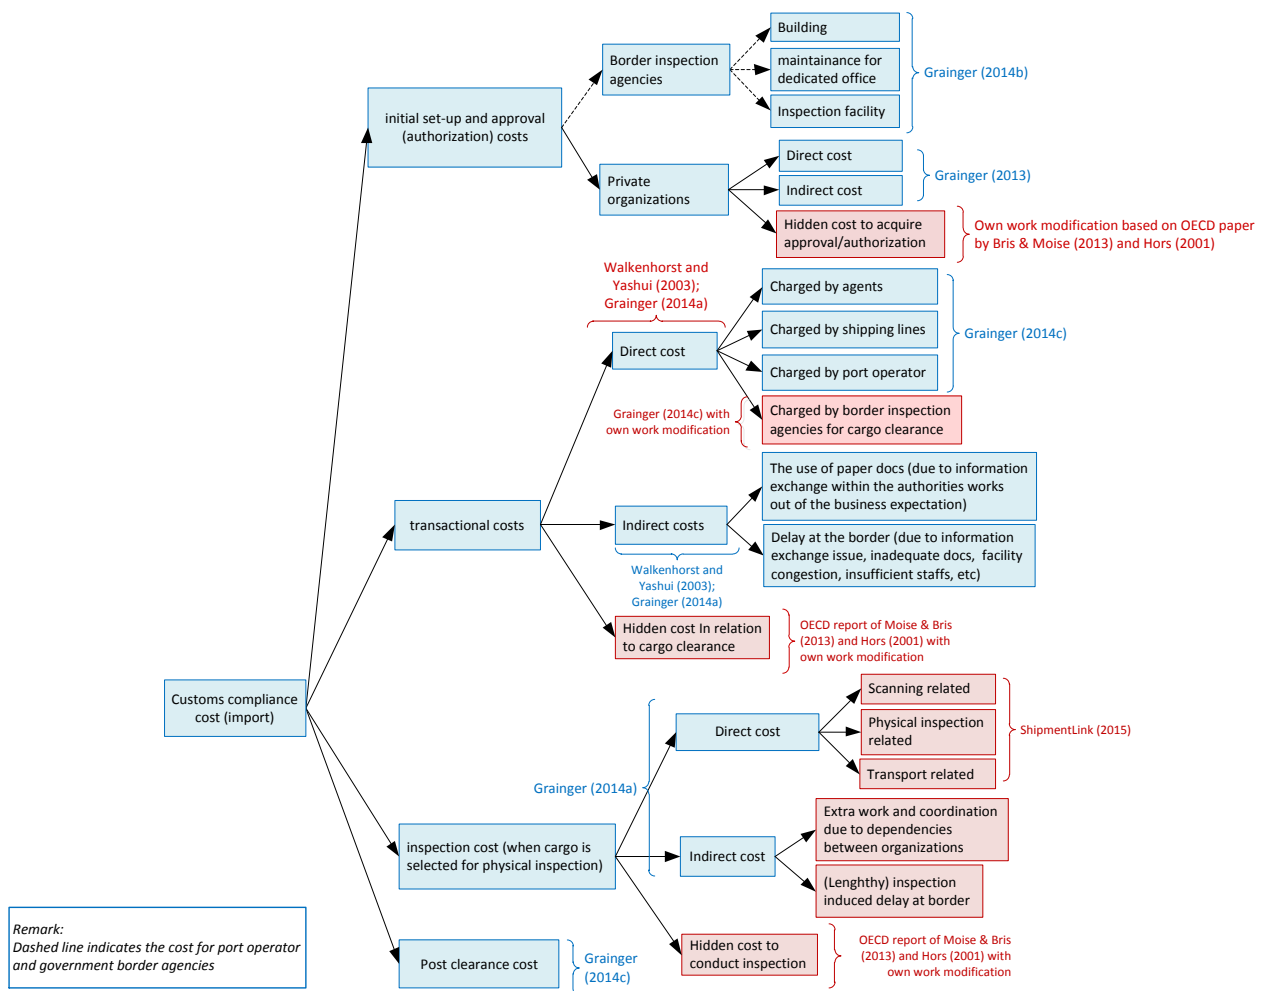 Building
Border inspection
agencies
maintainance for
dedicated office
Grainger (2014b)
Inspection facility
initial set-up and approval
(authorization) costs
Direct cost
Private
organizations
Indirect cost
Grainger (2013)
Hidden cost to acquire
approval/authorization
Own work modification based on OECD paper
by Bris & Moise (2013) and Hors (2001)
Walkenhorst and
Yashui (2003);
Grainger (2014a)
Charged by agents
Direct cost
Charged by shipping lines
Grainger (2014c)
Charged by port operator
Grainger (2014c) with
own work modification
Charged by border inspection
agencies for cargo clearance
The use of paper docs (due to information
exchange within the authorities works
out of the business expectation)
transactional costs
Indirect costs
Delay at the border (due to information
exchange issue, inadequate docs, facility
congestion, insufficient staffs, etc)
Walkenhorst and
Yashui (2003);
Grainger (2014a)
Hidden cost In relation
to cargo clearance
OECD report of Moise & Bris
(2013) and Hors (2001) with
own work modification
Customs compliance
cost (import)
Scanning related
Direct cost
Physical inspection
related
ShipmentLink (2015)
Transport related
Grainger (2014a)
Extra work and coordination
due to dependencies
between organizations
inspection cost (when cargo is
selected for physical inspection)
Indirect cost
(Lenghthy) inspection
induced delay at border
Hidden cost to
conduct inspection
OECD report of Moise & Bris
(2013) and Hors (2001) with
own work modification
Post clearance cost
Grainger
(2014c)
Remark:
Dashed line indicates the cost for port operator
and government border agencies